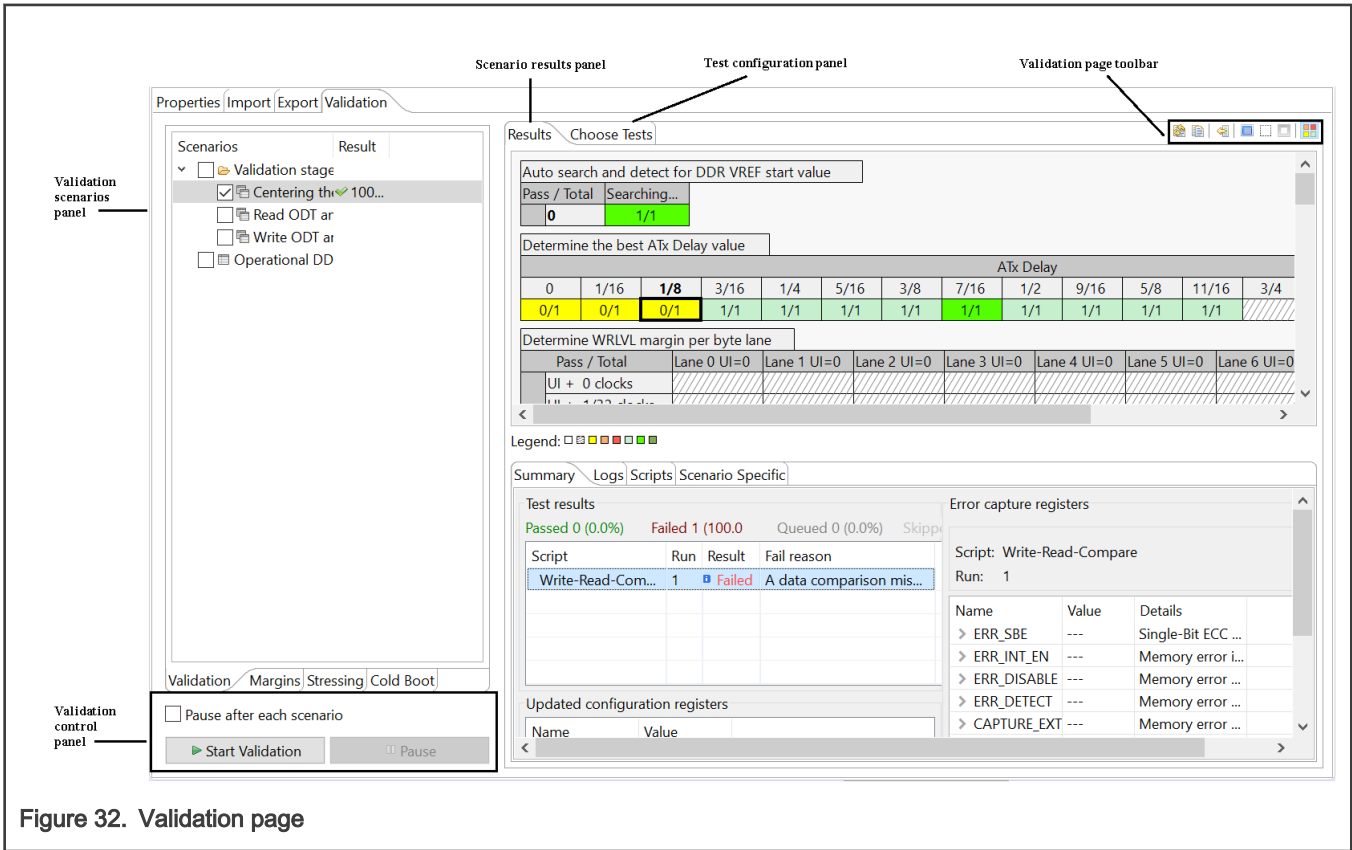 Scenario results panel
Test configuration panel
Validation page toolbar
Properties Import Export Validation
Results Choose Tests
Scenarios Result
Validation stage
Centering the 100...
Read ODT an
Write ODT an
Operational DD
Validation
scenarios
panel
Auto search and detect for DDR VREF start value
Pass / Total Searching...
0 1/1
Determine the best ATx Delay value
ATx Delay
0 1/16 1/8 3/16 1/4 5/16 3/8 7/16 1/2 9/16 5/8 11/16 3/4
0/1 0/1 0/1 1/1 1/1 1/1 1/1 1/1 1/1 1/1 1/1 1/1
Determine WRLVL margin per byte lane
Pass / Total Lane 0 UI=0 Lane 1 UI=0 Lane 2 UI=0 Lane 3 UI=0 Lane 4 UI=0 Lane 5 UI=0 Lane 6 UI=0
UI + 0 clocks
UI + 1/32 clocks
Legend:
Summary Logs Scripts Scenario Specific
Test results
Passed 0 (0.0%) Failed 1 (100.0 Queued 0 (0.0%) Skippe
Script Run Result Fail reason
Write-Read-Com... 1 Failed A data comparison mis...
Updated configuration registers
Name Value
Error capture registers
Script: Write-Read-Compare
Run: 1
Name Value Details
ERR_SBE --- Single-Bit ECC ...
ERR_INT_EN --- Memory error i...
ERR_DISABLE --- Memory error ...
ERR_DETECT --- Memory error ...
CAPTURE_EXT --- Memory error ...
Validation Margins Stressing Cold Boot
Validation
control
panel
Pause after each scenario
Start Validation Pause
Figure 32. Validation page